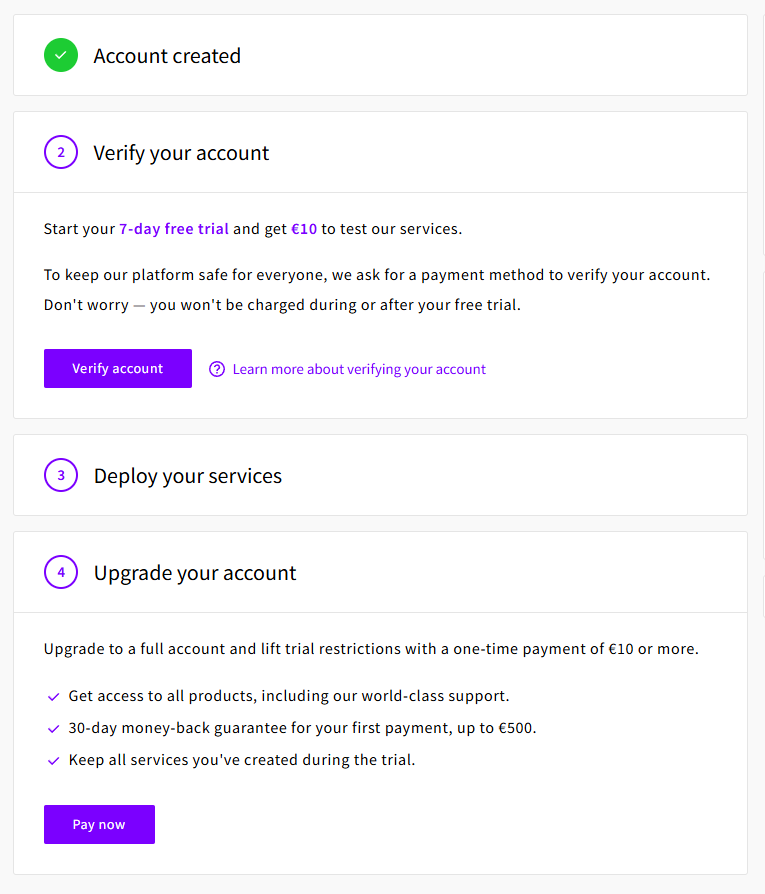 Account created
2
Verify your account
Start your 7-day free trial and get €10 to test our services.
To keep our platform safe for everyone, we ask for a payment method to verify your account.
Don't worry — you won't be charged during or after your free trial.
Verify account
Learn more about verifying your account
3
Deploy your services
4
Upgrade your account
Upgrade to a full account and lift trial restrictions with a one-time payment of €10 or more.
Get access to all products, including our world-class support.
30-day money-back guarantee for your first payment, up to €500.
Keep all services you've created during the trial.
Pay now